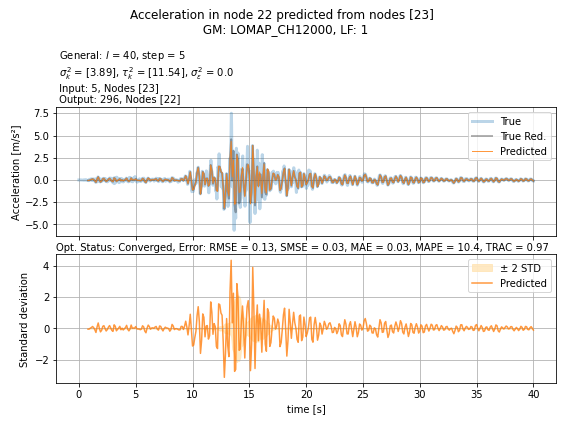 Acceleration in node 22 predicted from nodes [23]
GM: LOMAP_CH12000, LF: 1
General: l = 40, step = 5
σ²ₖ = [3.89], τ²ₖ = [11.54], σ²ε = 0.0
Input: 5, Nodes [23]
Output: 296, Nodes [22]
Acceleration [m/s²]
7.5
5.0
2.5
0.0
−2.5
−5.0
True
True Red.
Predicted
Opt. Status: Converged, Error: RMSE = 0.13, SMSE = 0.03, MAE = 0.03, MAPE = 10.4, TRAC = 0.97
Standard deviation
4
2
0
−2
± 2 STD
Predicted
0 5 10 15 20 25 30 35 40
time [s]